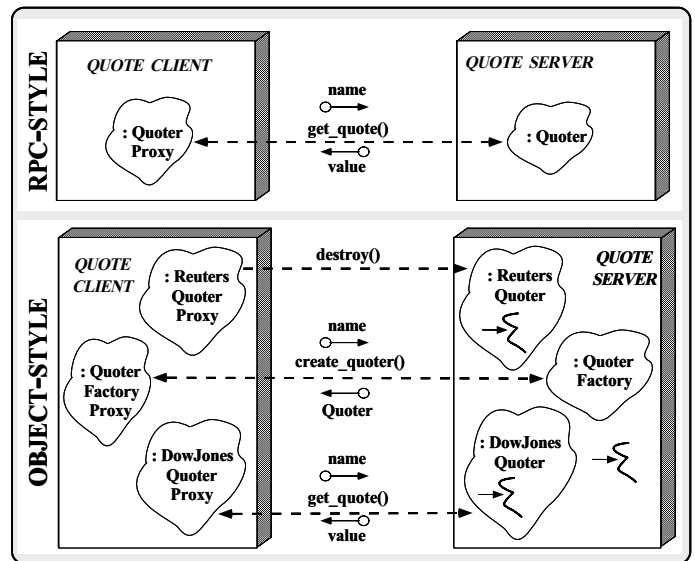 RPC-STYLE
QUOTE CLIENT
: Quoter
Proxy
name
get_quote()
value
QUOTE SERVER
: Quoter
OBJECT-STYLE
QUOTE
CLIENT
: Reuters
Quoter
Proxy
destroy()
: Reuters
Quoter
QUOTE
SERVER
: Quoter
Factory
Proxy
name
create_quoter()
Quoter
: Quoter
Factory
: DowJones
Quoter
Proxy
name
get_quote()
value
: DowJones
Quoter